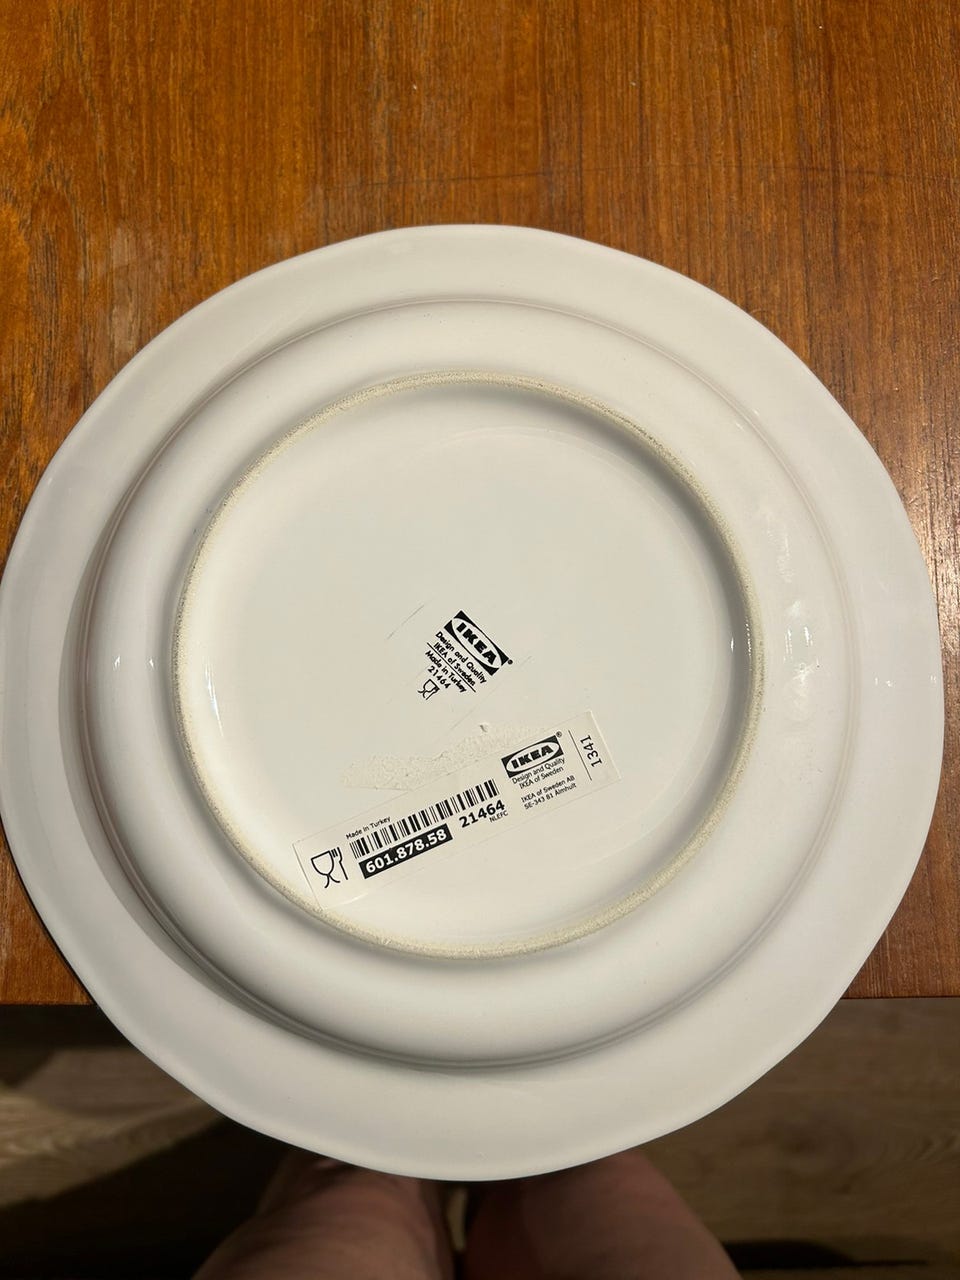 IKEA®
Design and Quality
IKEA of Sweden
Made in Turkey
21464
Made in Turkey
601.878.58
21464
NLEFC
IKEA®
Design and Quality
IKEA of Sweden
IKEA of Sweden AB
SE-343 81 Älmhult
1341